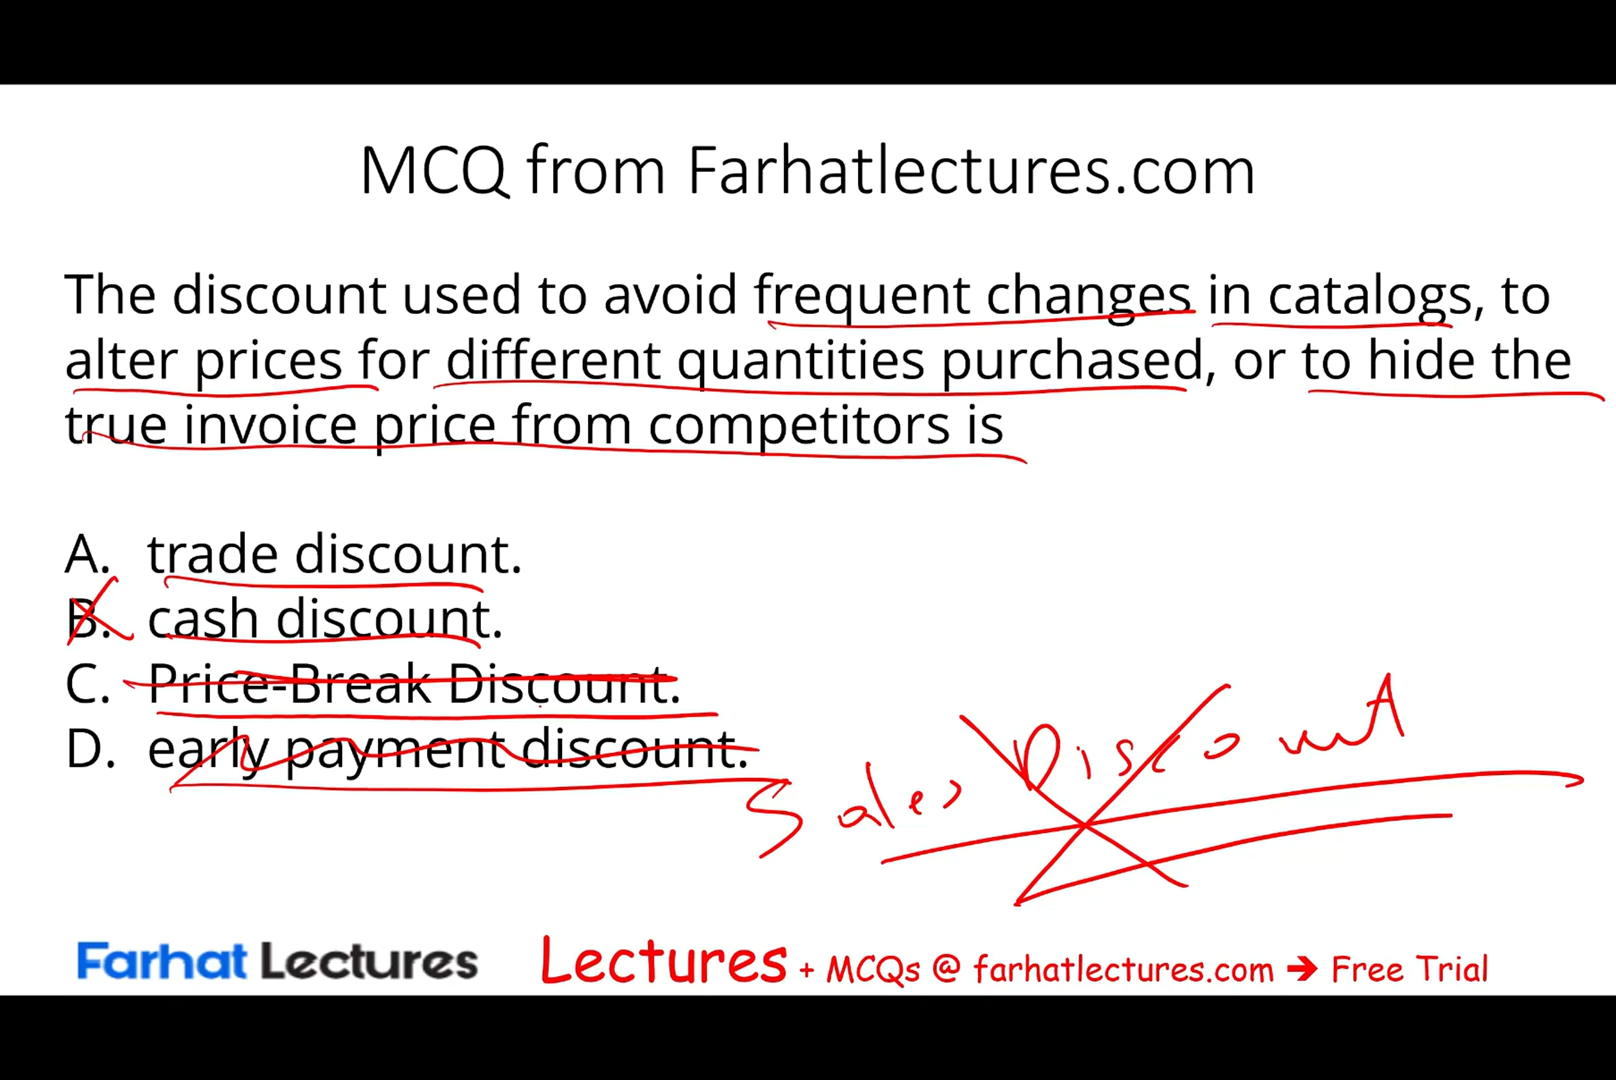 MCQ from Farhatlectures.com
The discount used to avoid frequent changes in catalogs, to
alter prices for different quantities purchased, or to hide the
true invoice price from competitors is
A. trade discount.
B. cash discount.
C. Price-Break Discount.
D. early payment discount.
Sales Discount
Farhat Lectures Lectures + MCQs @ farhatlectures.com → Free Trial